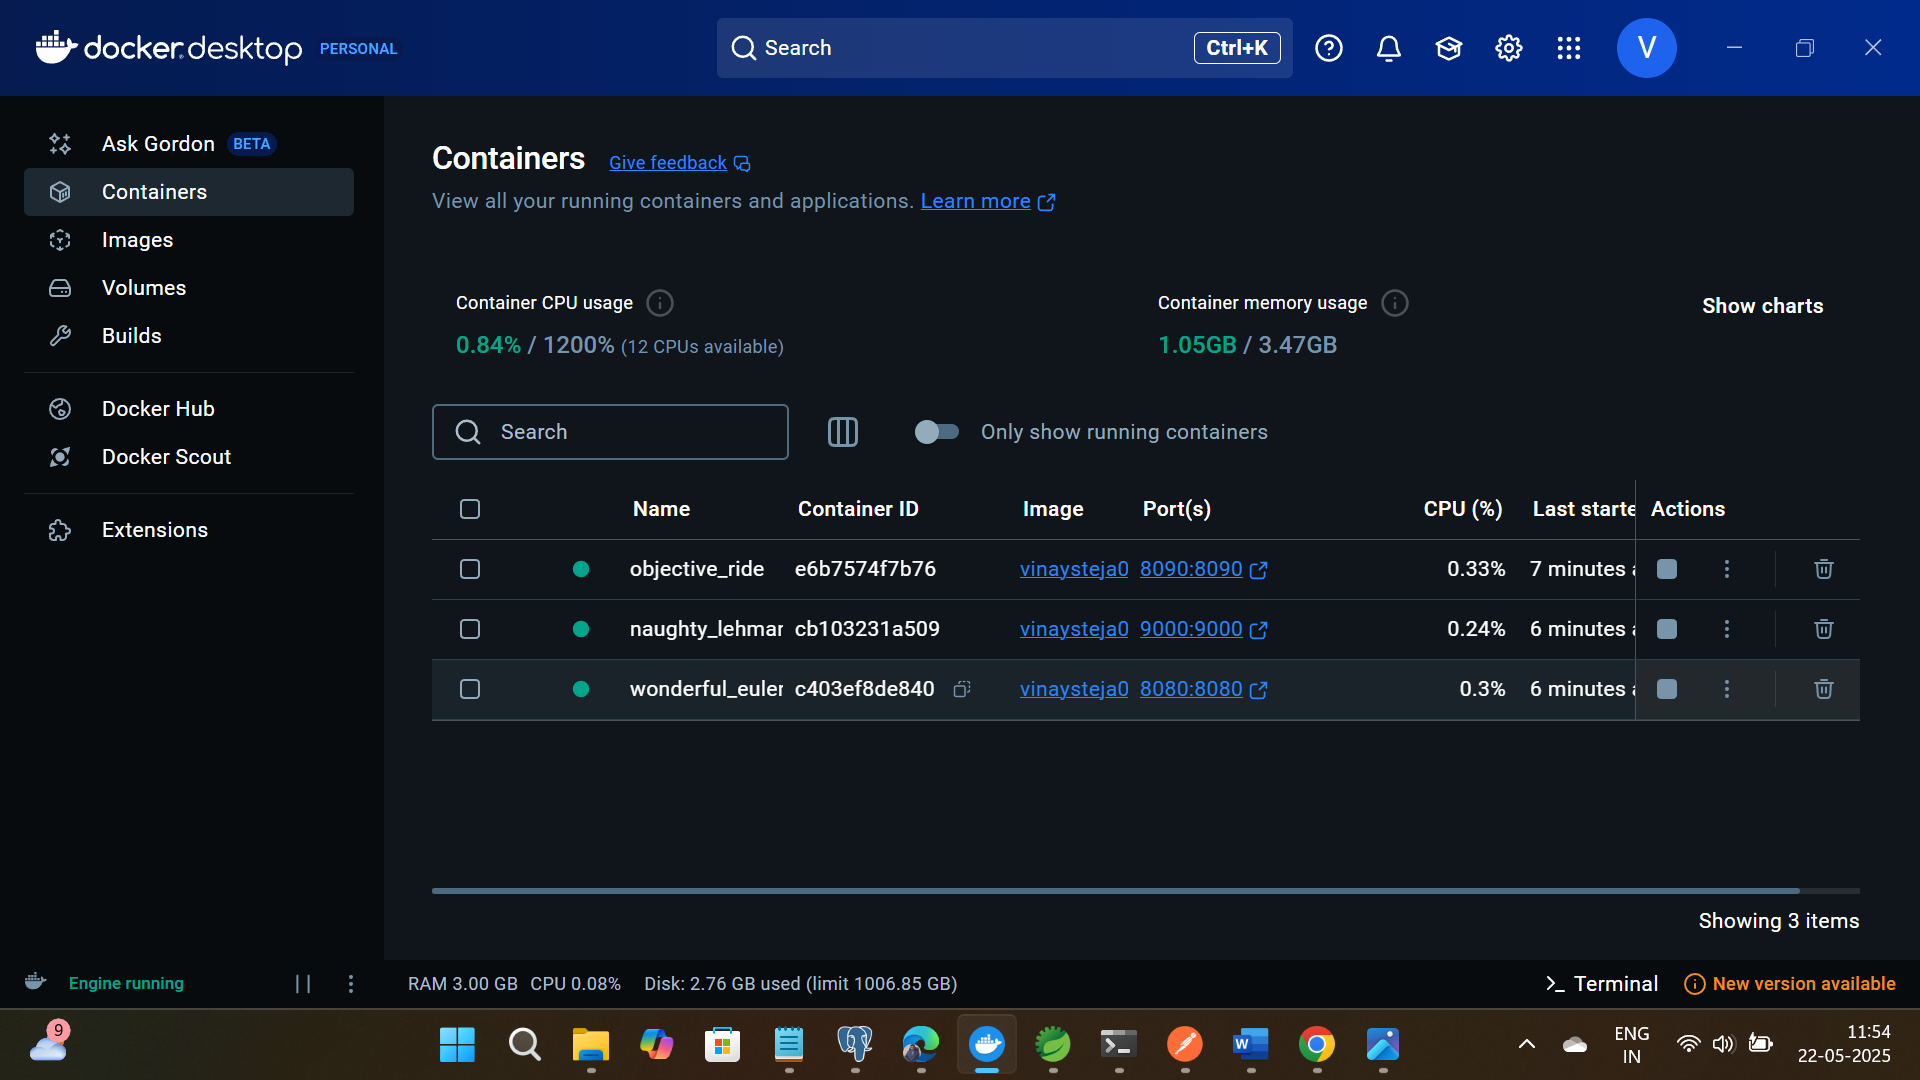 docker.desktop PERSONAL
Search
Ctrl+K
V
Ask Gordon BETA
Containers
Images
Volumes
Builds
Docker Hub
Docker Scout
Extensions
Containers Give feedback
View all your running containers and applications. Learn more
Container CPU usage
0.84% / 1200% (12 CPUs available)
Container memory usage
1.05GB / 3.47GB
Show charts
Search
Only show running containers
Name Container ID Image Port(s) CPU (%) Last starte Actions
objective_ride e6b7574f7b76 vinaysteja0 8090:8090 0.33% 7 minutes a
naughty_lehmar cb103231a509 vinaysteja0 9000:9000 0.24% 6 minutes a
wonderful_euler c403ef8de840 vinaysteja0 8080:8080 0.3% 6 minutes a
Showing 3 items
Engine running
RAM 3.00 GB CPU 0.08% Disk: 2.76 GB used (limit 1006.85 GB)
Terminal
New version available
9
W
ENG
IN
11:54
22-05-2025